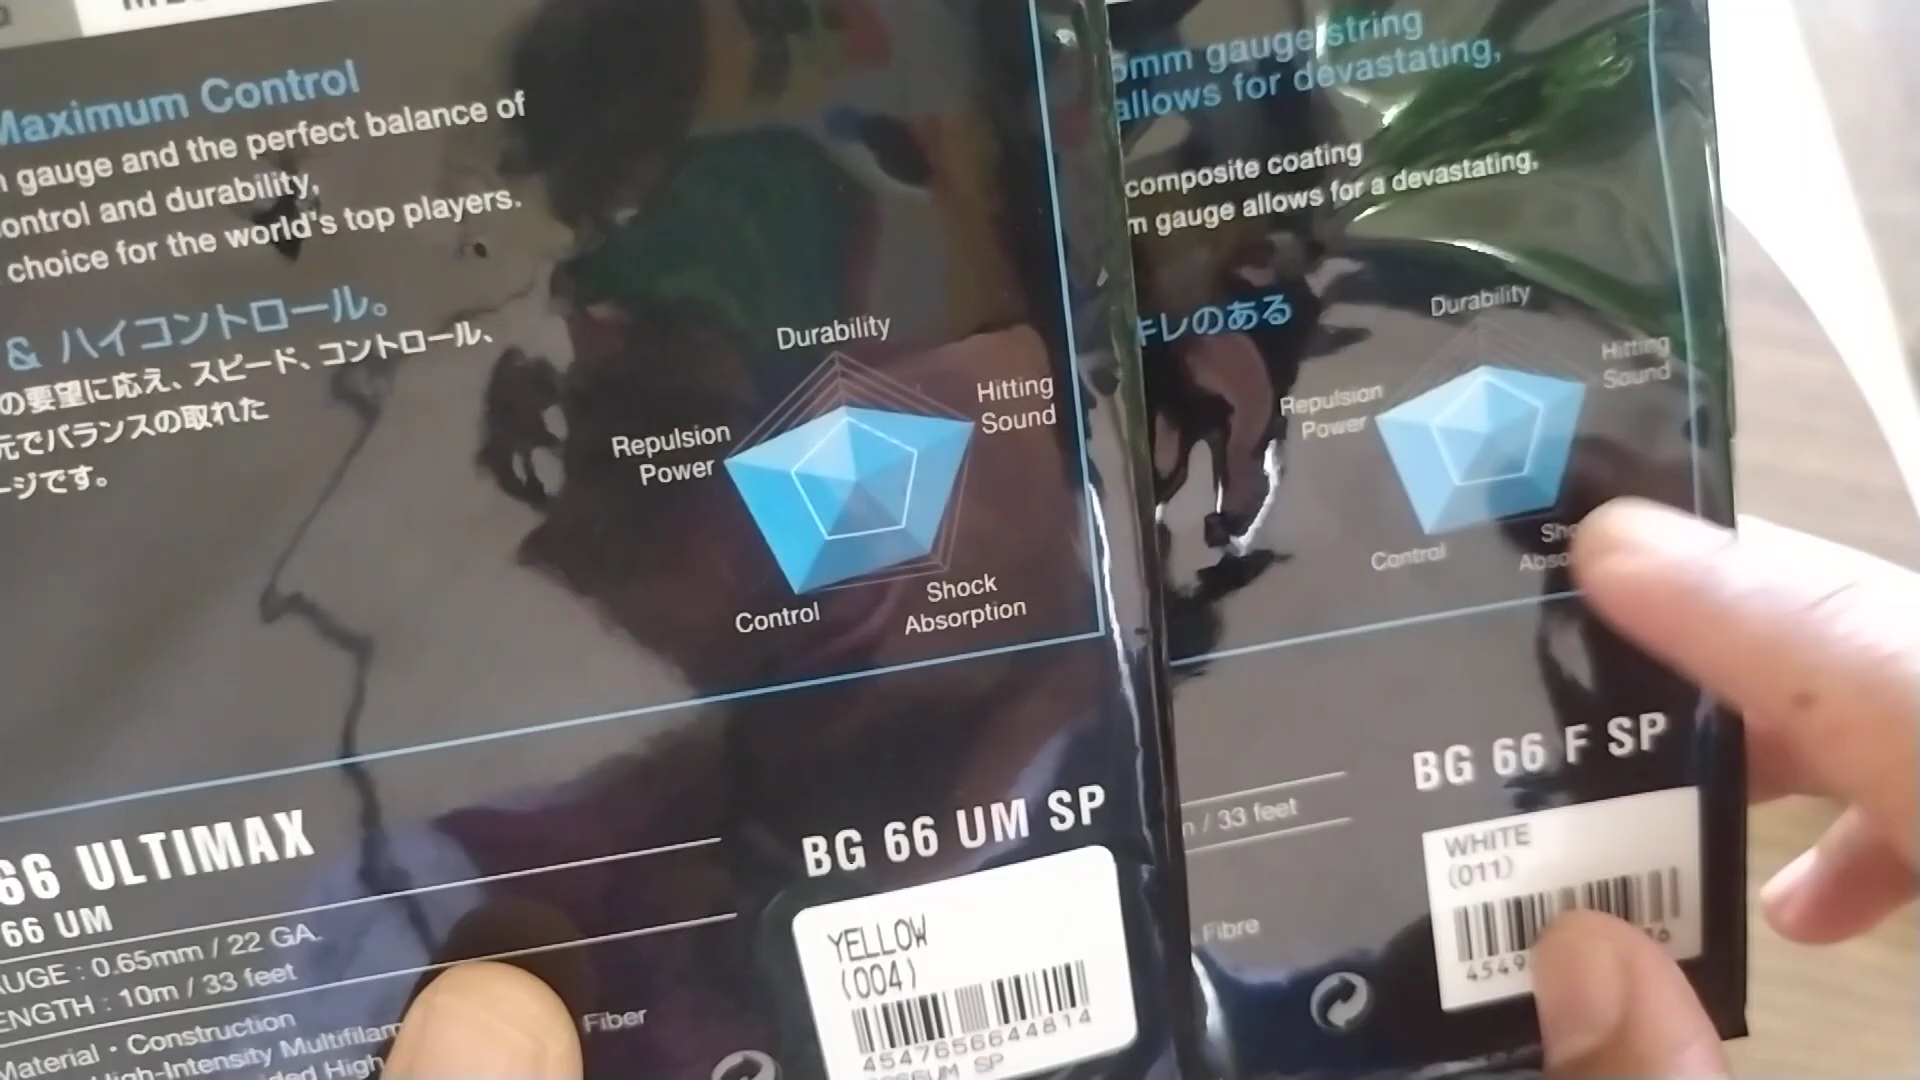 Maximum Control
gauge and the perfect balance of
control and durability,
choice for the world's top players.
& ハイコントロール。
の要望に応え、スピード、コントロール、
元でバランスの取れた
ージです。
Durability
Hitting
Sound
Repulsion
Power
Shock
Absorption
Control
66 ULTIMAX
66 UM
GAUGE : 0.65mm / 22 GA.
LENGTH : 10m / 33 feet
Material・Construction
High-Intensity
Fiber
BG 66 UM SP
YELLOW
(004)
4547656644814
SP
mm gauge string
allows for devastating,
composite coating
gauge allows for a devastating,
キレのある
Durability
Hitting
Sound
Repulsion
Power
Control
BG 66 F SP
/ 33 feet
WHITE
(011)
Fibre